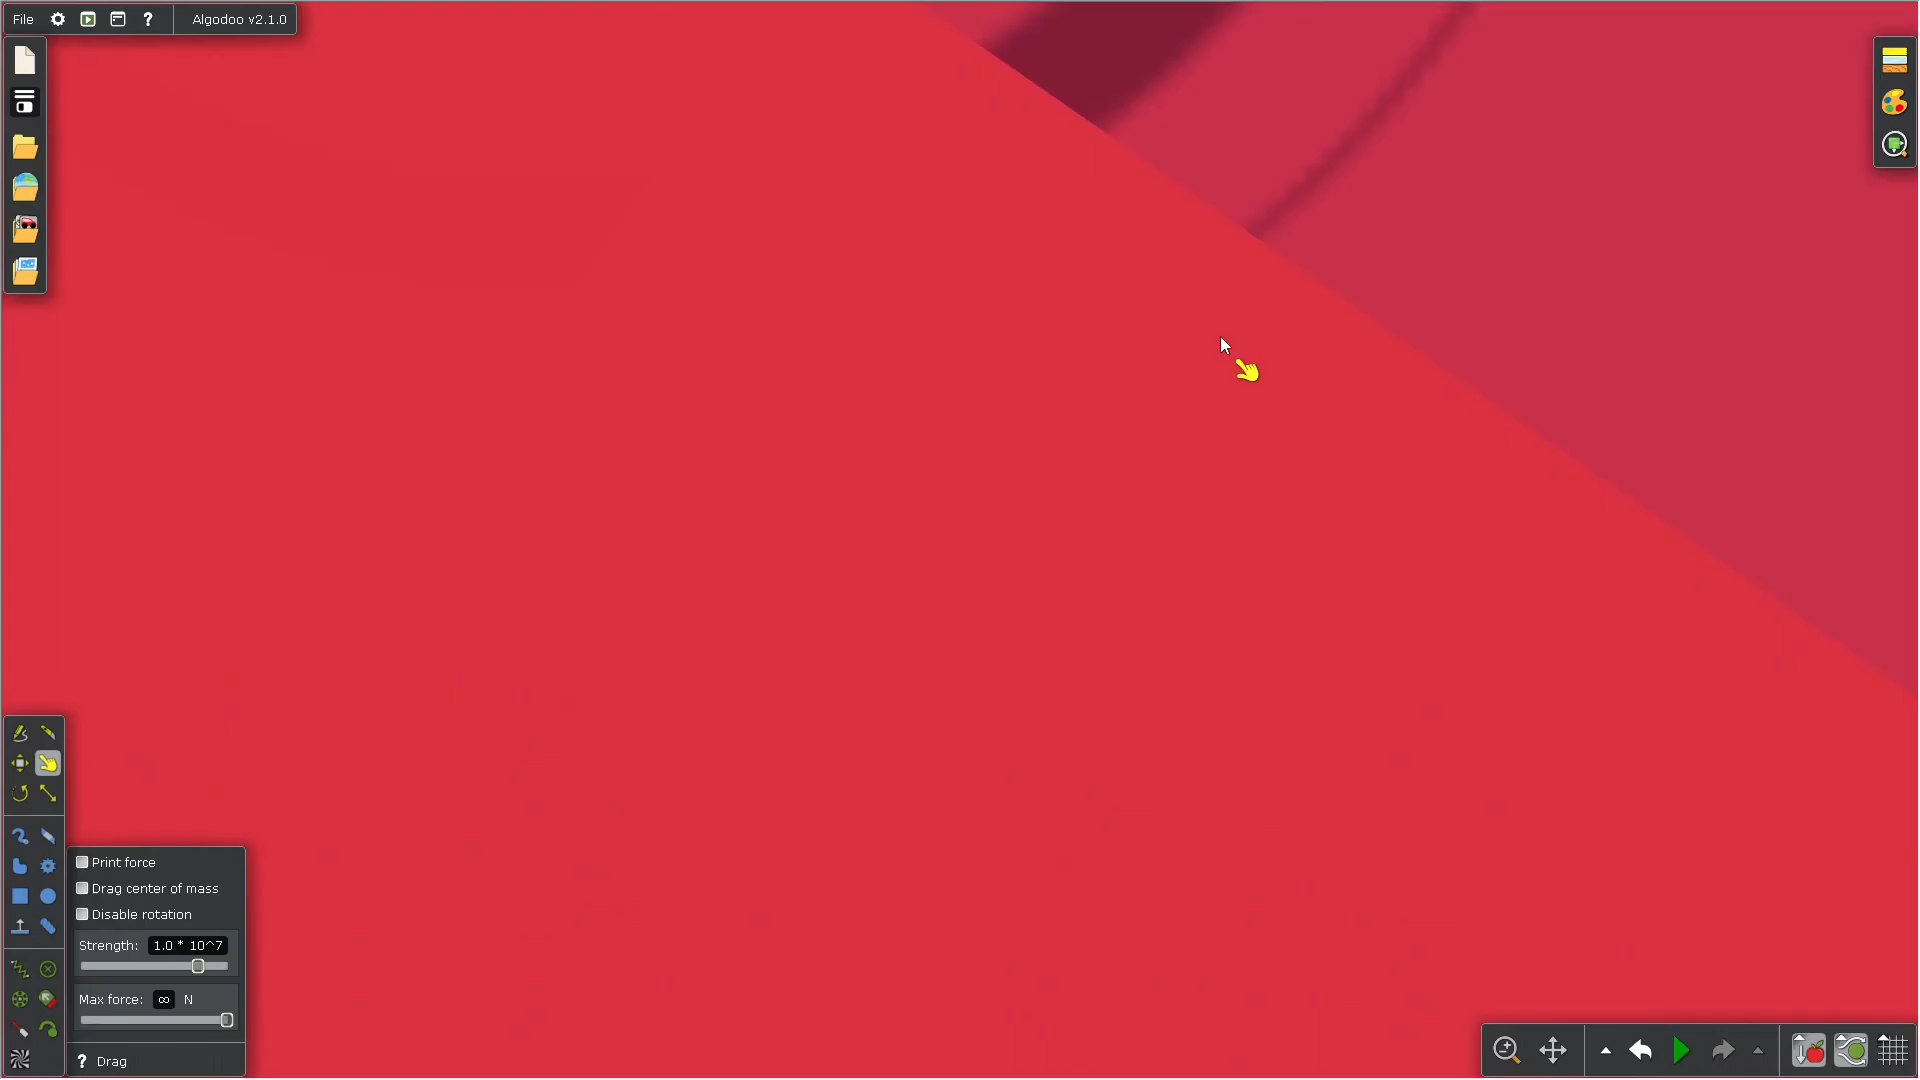 File
? Algodoo v2.1.0
Print force
Drag center of mass
Disable rotation
Strength: 1.0 * 10^7
Max force: ∞ N
? Drag